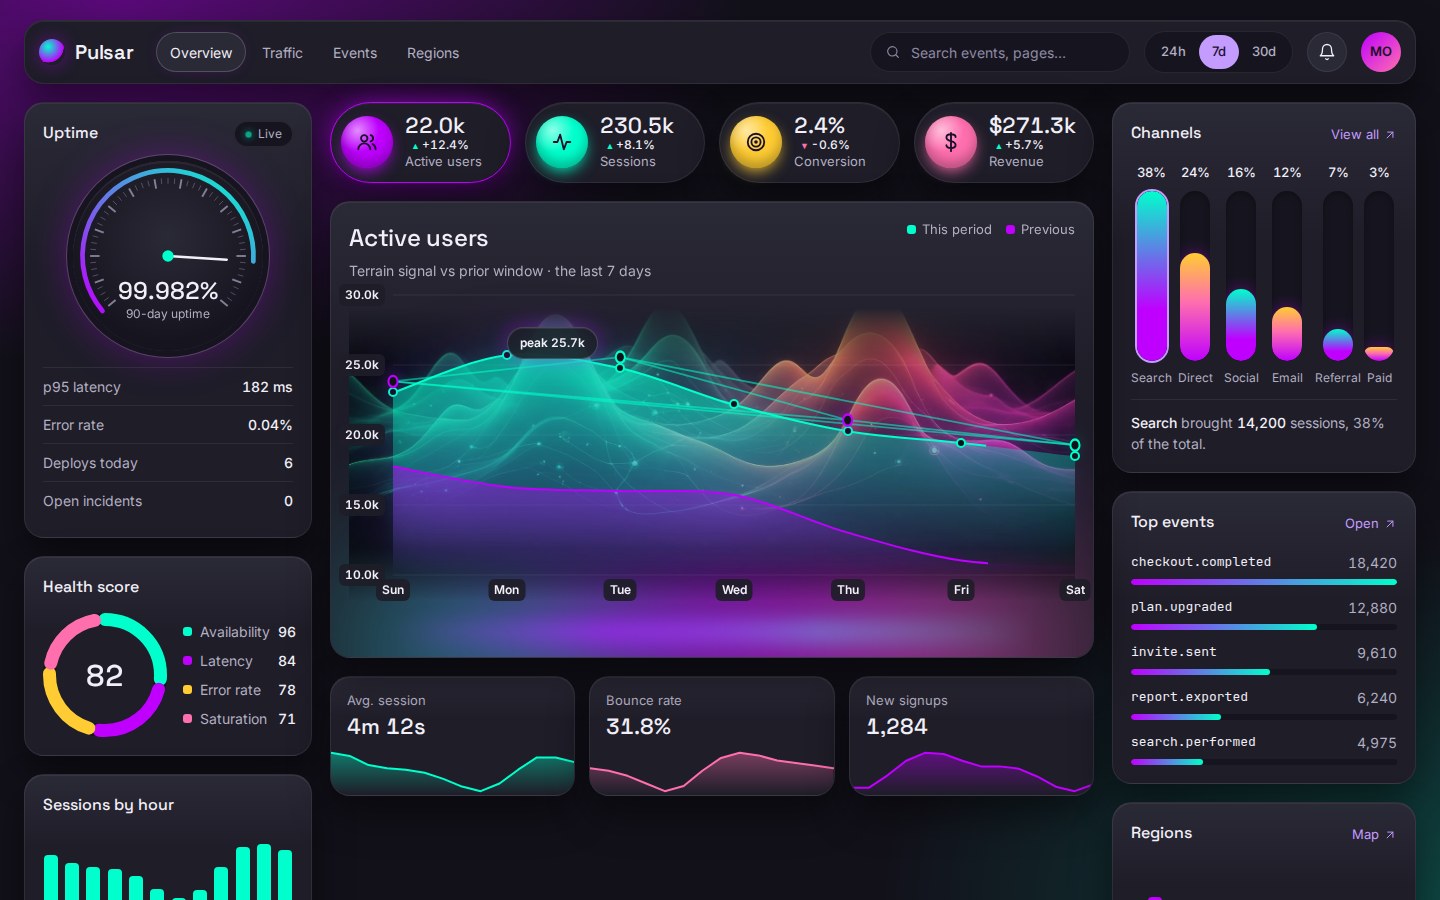 Pulsar
Overview
Traffic
Events
Regions
Search events, pages...
24h
7d
30d
MO
Uptime
Live
99.982%
90-day uptime
p95 latency 182 ms
Error rate 0.04%
Deploys today 6
Open incidents 0
Health score
82
Availability 96
Latency 84
Error rate 78
Saturation 71
Sessions by hour
22.0k
+12.4%
Active users
230.5k
+8.1%
Sessions
2.4%
-0.6%
Conversion
$271.3k
+5.7%
Revenue
Active users
This period
Previous
Terrain signal vs prior window · the last 7 days
30.0k
25.0k
20.0k
15.0k
10.0k
peak 25.7k
Sun Mon Tue Wed Thu Fri Sat
Avg. session
4m 12s
Bounce rate
31.8%
New signups
1,284
Channels
View all
38% 24% 16% 12% 7% 3%
Search Direct Social Email Referral Paid
Search brought 14,200 sessions, 38%
of the total.
Top events
Open
checkout.completed 18,420
plan.upgraded 12,880
invite.sent 9,610
report.exported 6,240
search.performed 4,975
Regions
Map